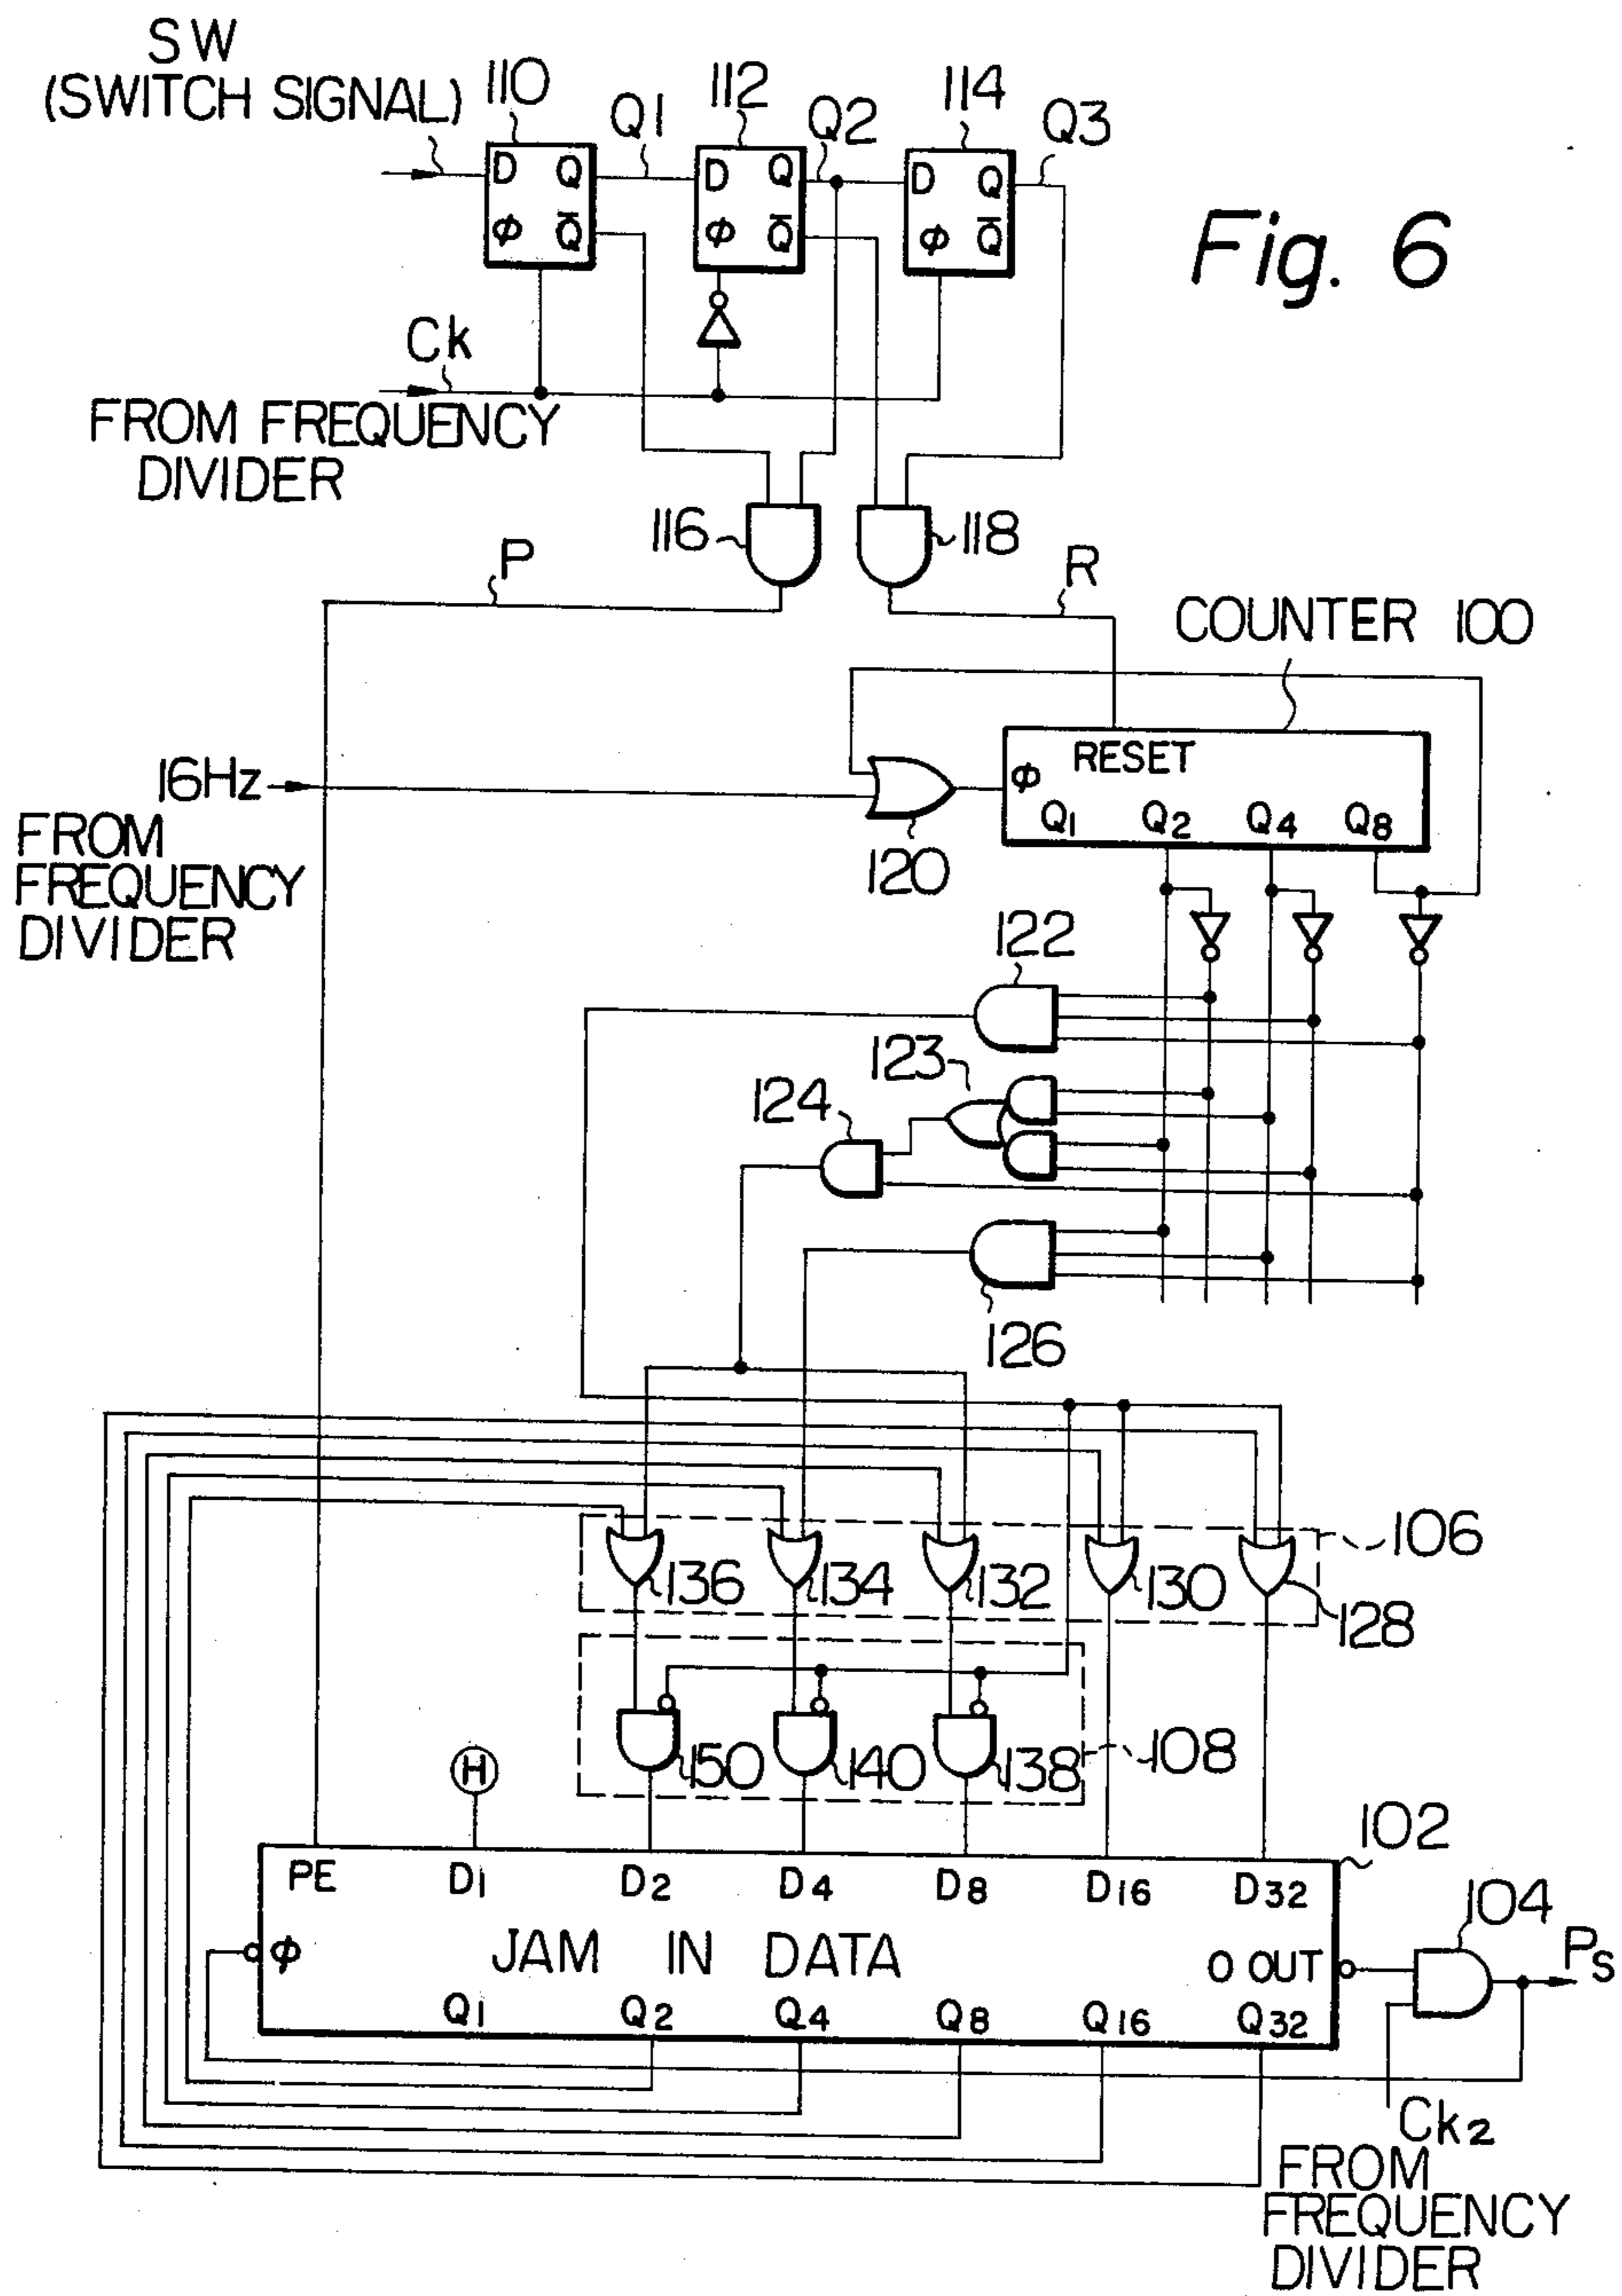 SW
(SWITCH SIGNAL)
110
Q1
112
Q2
114
Q3
D Q
Φ Q̅
D Q
Φ Q̅
D Q
Φ Q̅
Fig. 6
Ck
FROM FREQUENCY
DIVIDER
116
118
P
R
COUNTER 100
16Hz
FROM
FREQUENCY
DIVIDER
120
RESET
Φ
Q1 Q2 Q4 Q8
122
123
124
126
106
136
134
132
130
128
150
140
138
108
H
102
PE D1 D2 D4 D8 D16 D32
Φ
JAM IN DATA
O OUT
Q1 Q2 Q4 Q8 Q16 Q32
104
Ps
Ck2
FROM
FREQUENCY
DIVIDER